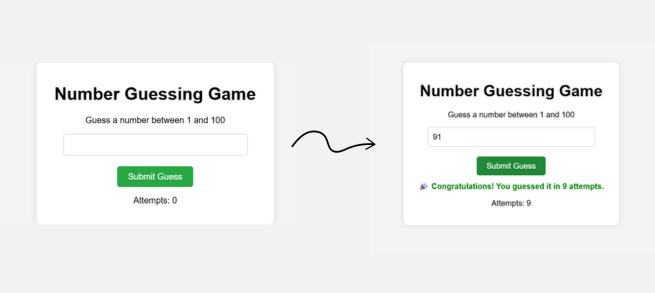 Number Guessing Game
Guess a number between 1 and 100
Submit Guess
Attempts: 0
Number Guessing Game
Guess a number between 1 and 100
91
Submit Guess
🎉 Congratulations! You guessed it in 9 attempts.
Attempts: 9